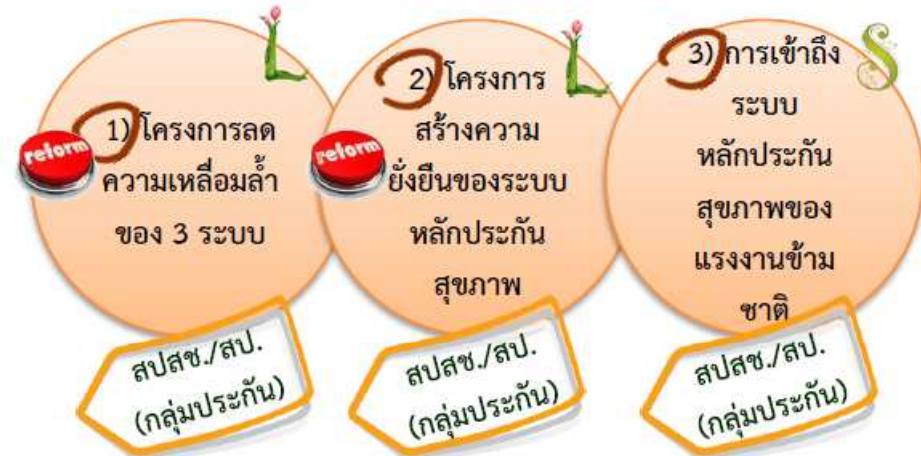 1) โครงการลด
ความเหลื่อมล้ำ
ของ 3 ระบบ
reform
สปสช./สป.
(กลุ่มประกัน)
2) โครงการ
สร้างความ
ยั่งยืนของระบบ
หลักประกัน
สุขภาพ
reform
L
สปสช./สป.
(กลุ่มประกัน)
3) การเข้าถึง
ระบบ
หลักประกัน
สุขภาพของ
แรงงานข้าม
ชาติ
S
สปสช./สป.
(กลุ่มประกัน)
L